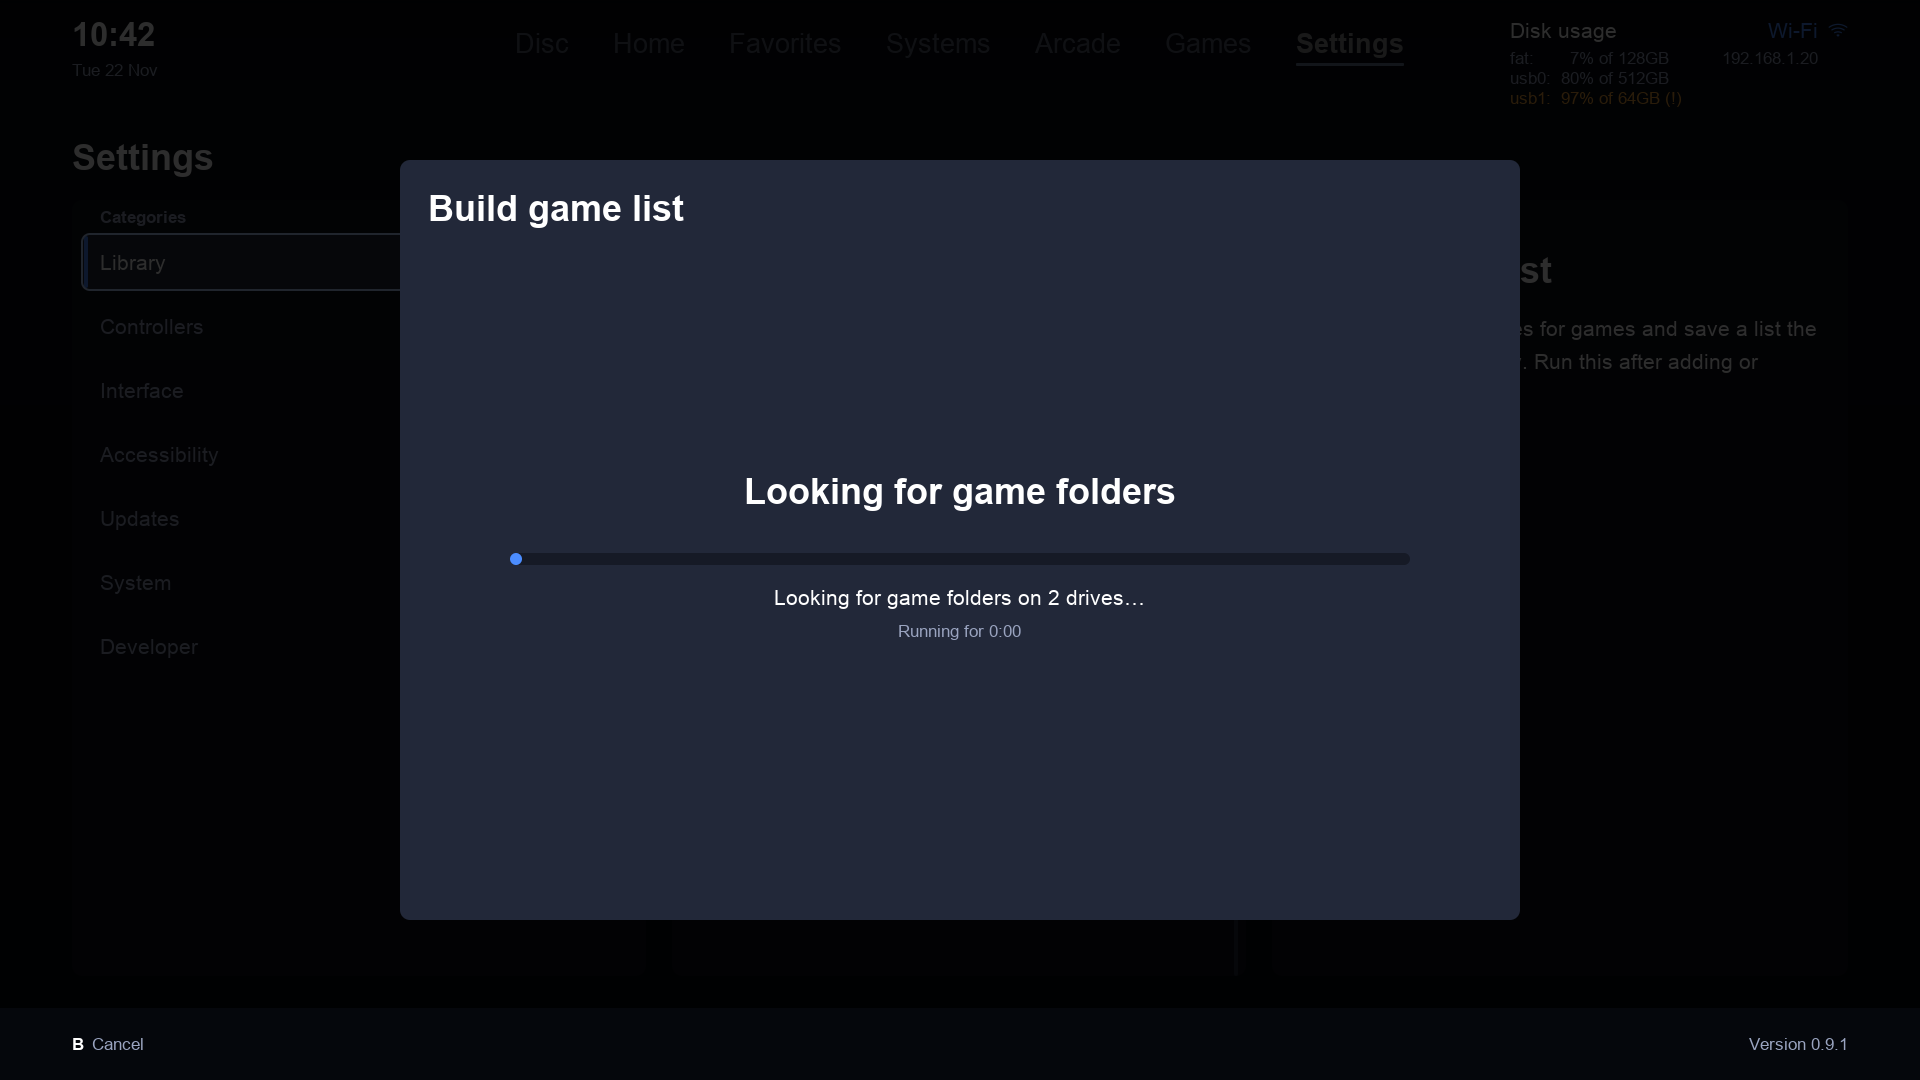 10:42
Tue 22 Nov
Disc Home Favorites Systems Arcade Games Settings
Disk usage
fat: 7% of 128GB
usb0: 80% of 512GB
usb1: 97% of 64GB (!)
Wi-Fi
192.168.1.20
Settings
Categories
Library
Controllers
Interface
Accessibility
Updates
System
Developer
Build game list
Looking for game folders
Looking for game folders on 2 drives…
Running for 0:00
st
es for games and save a list the
. Run this after adding or
B Cancel
Version 0.9.1